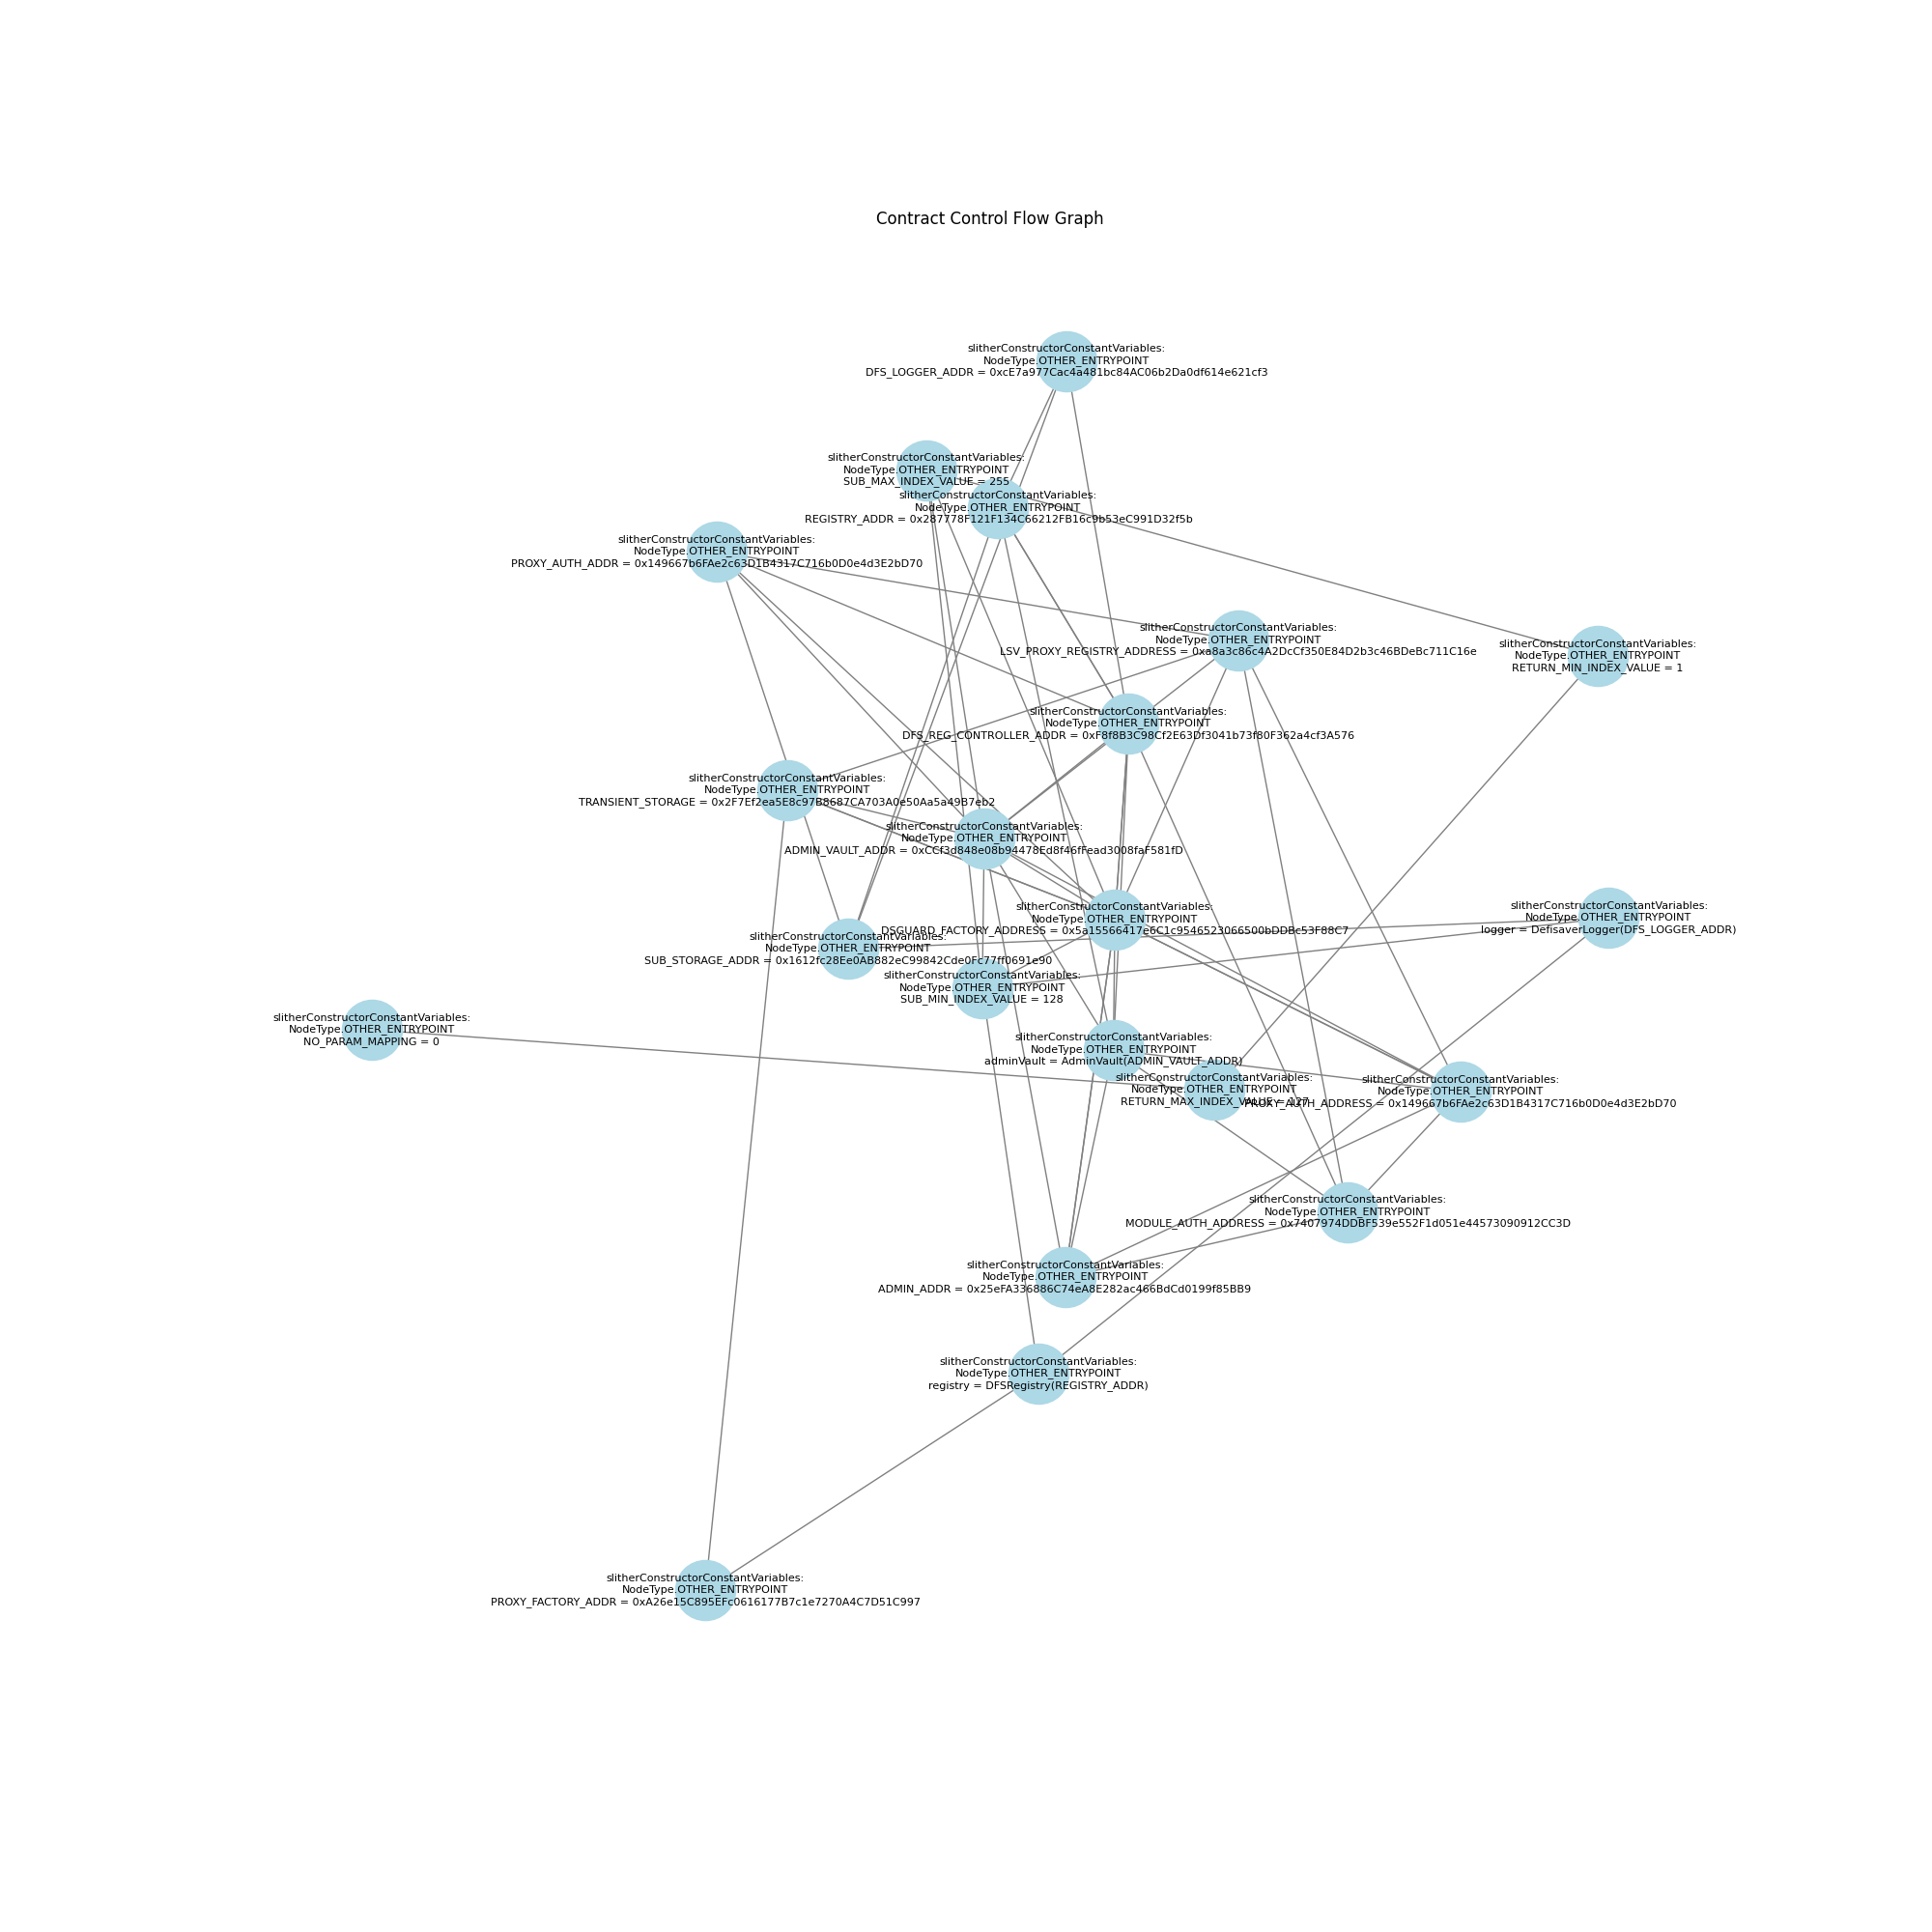 Contract Control Flow Graph
slitherConstructorConstantVariables:
NodeType.OTHER_ENTRYPOINT
DFS_LOGGER_ADDR = 0xcE7a977Cac4a481bc84AC06b2Da0df614e621cf3
slitherConstructorConstantVariables:
NodeType.OTHER_ENTRYPOINT
SUB_MAX_INDEX_VALUE = 255
slitherConstructorConstantVariables:
NodeType.OTHER_ENTRYPOINT
REGISTRY_ADDR = 0x287778F121F134C66212FB16c9b53eC991D32f5b
slitherConstructorConstantVariables:
NodeType.OTHER_ENTRYPOINT
PROXY_AUTH_ADDR = 0x149667b6FAe2c63D1B4317C716b0D0e4d3E2bD70
slitherConstructorConstantVariables:
NodeType.OTHER_ENTRYPOINT
LSV_PROXY_REGISTRY_ADDRESS = 0xa8a3c86c4A2DcCf350E84D2b3c46BDeBc711C16e
slitherConstructorConstantVariables:
NodeType.OTHER_ENTRYPOINT
RETURN_MIN_INDEX_VALUE = 1
slitherConstructorConstantVariables:
NodeType.OTHER_ENTRYPOINT
DFS_REG_CONTROLLER_ADDR = 0xF8f8B3C98Cf2E63Df3041b73f80F362a4cf3A576
slitherConstructorConstantVariables:
NodeType.OTHER_ENTRYPOINT
TRANSIENT_STORAGE = 0x2F7Ef2ea5E8c97B8687CA703A0e50Aa5a49B7eb2
slitherConstructorConstantVariables:
NodeType.OTHER_ENTRYPOINT
ADMIN_VAULT_ADDR = 0xCCf3d848e08b94478Ed8f46fFead3008faF581fD
slitherConstructorConstantVariables:
NodeType.OTHER_ENTRYPOINT
DSGUARD_FACTORY_ADDRESS = 0x5a15566417e6C1c9546523066500bDDBc53F88C7
slitherConstructorConstantVariables:
NodeType.OTHER_ENTRYPOINT
logger = DefisaverLogger(DFS_LOGGER_ADDR)
slitherConstructorConstantVariables:
NodeType.OTHER_ENTRYPOINT
SUB_STORAGE_ADDR = 0x1612fc28Ee0AB882eC99842Cde0Fc77ff0691e90
slitherConstructorConstantVariables:
NodeType.OTHER_ENTRYPOINT
SUB_MIN_INDEX_VALUE = 128
slitherConstructorConstantVariables:
NodeType.OTHER_ENTRYPOINT
NO_PARAM_MAPPING = 0
slitherConstructorConstantVariables:
NodeType.OTHER_ENTRYPOINT
adminVault = AdminVault(ADMIN_VAULT_ADDR)
slitherConstructorConstantVariables:
NodeType.OTHER_ENTRYPOINT
RETURN_MAX_INDEX_VALUE = 127
slitherConstructorConstantVariables:
NodeType.OTHER_ENTRYPOINT
PROXY_AUTH_ADDRESS = 0x149667b6FAe2c63D1B4317C716b0D0e4d3E2bD70
slitherConstructorConstantVariables:
NodeType.OTHER_ENTRYPOINT
MODULE_AUTH_ADDRESS = 0x7407974DDBF539e552F1d051e44573090912CC3D
slitherConstructorConstantVariables:
NodeType.OTHER_ENTRYPOINT
ADMIN_ADDR = 0x25eFA336886C74eA8E282ac466BdCd0199f85BB9
slitherConstructorConstantVariables:
NodeType.OTHER_ENTRYPOINT
registry = DFSRegistry(REGISTRY_ADDR)
slitherConstructorConstantVariables:
NodeType.OTHER_ENTRYPOINT
PROXY_FACTORY_ADDR = 0xA26e15C895EFc0616177B7c1e7270A4C7D51C997